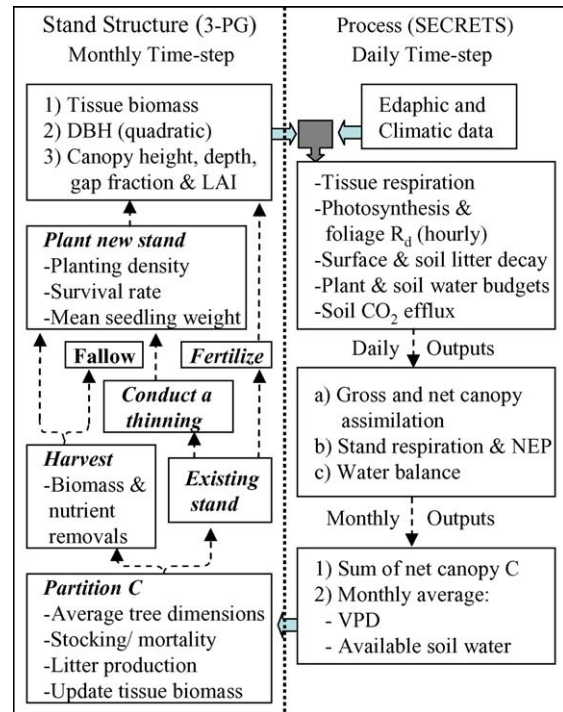 Stand Structure (3-PG)
Monthly Time-step
1) Tissue biomass
2) DBH (quadratic)
3) Canopy height, depth,
gap fraction & LAI
Plant new stand
-Planting density
-Survival rate
-Mean seedling weight
Fallow
Fertilize
Conduct a
thinning
Harvest
-Biomass &
nutrient
removals
Existing
stand
Partition C
-Average tree dimensions
-Stocking/ mortality
-Litter production
-Update tissue biomass
Process (SECRETS)
Daily Time-step
Edaphic and
Climatic data
-Tissue respiration
-Photosynthesis &
foliage R_d (hourly)
-Surface & soil litter decay
-Plant & soil water budgets
-Soil CO₂ efflux
Daily Outputs
a) Gross and net canopy
assimilation
b) Stand respiration & NEP
c) Water balance
Monthly Outputs
1) Sum of net canopy C
2) Monthly average:
- VPD
- Available soil water